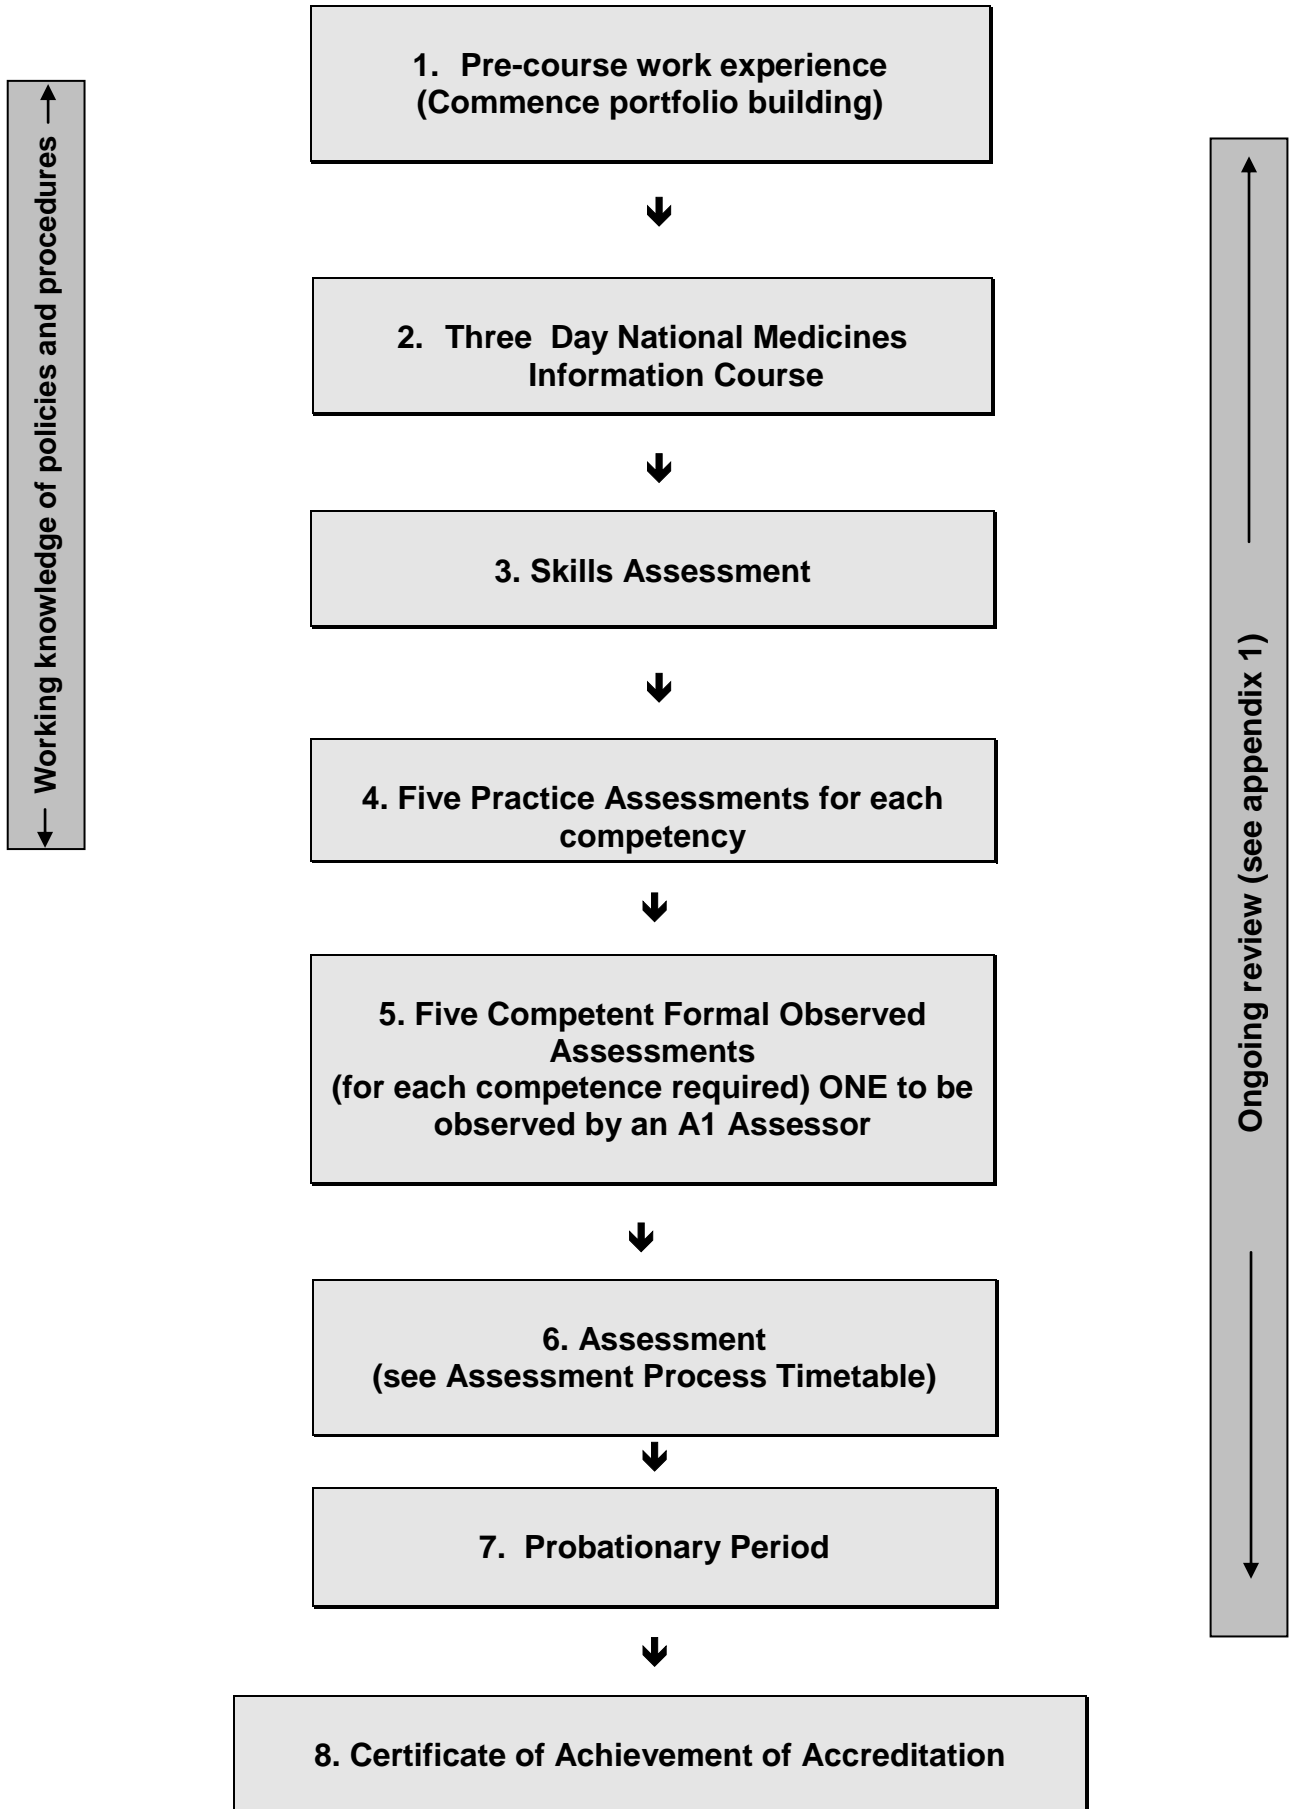 1. Pre-course work experience
(Commence portfolio building)
Working knowledge of policies and procedures
2. Three Day National Medicines
Information Course
3. Skills Assessment
4. Five Practice Assessments for each
competency
Ongoing review (see appendix 1)
5. Five Competent Formal Observed
Assessments
(for each competence required) ONE to be
observed by an A1 Assessor
6. Assessment
(see Assessment Process Timetable)
7. Probationary Period
8. Certificate of Achievement of Accreditation